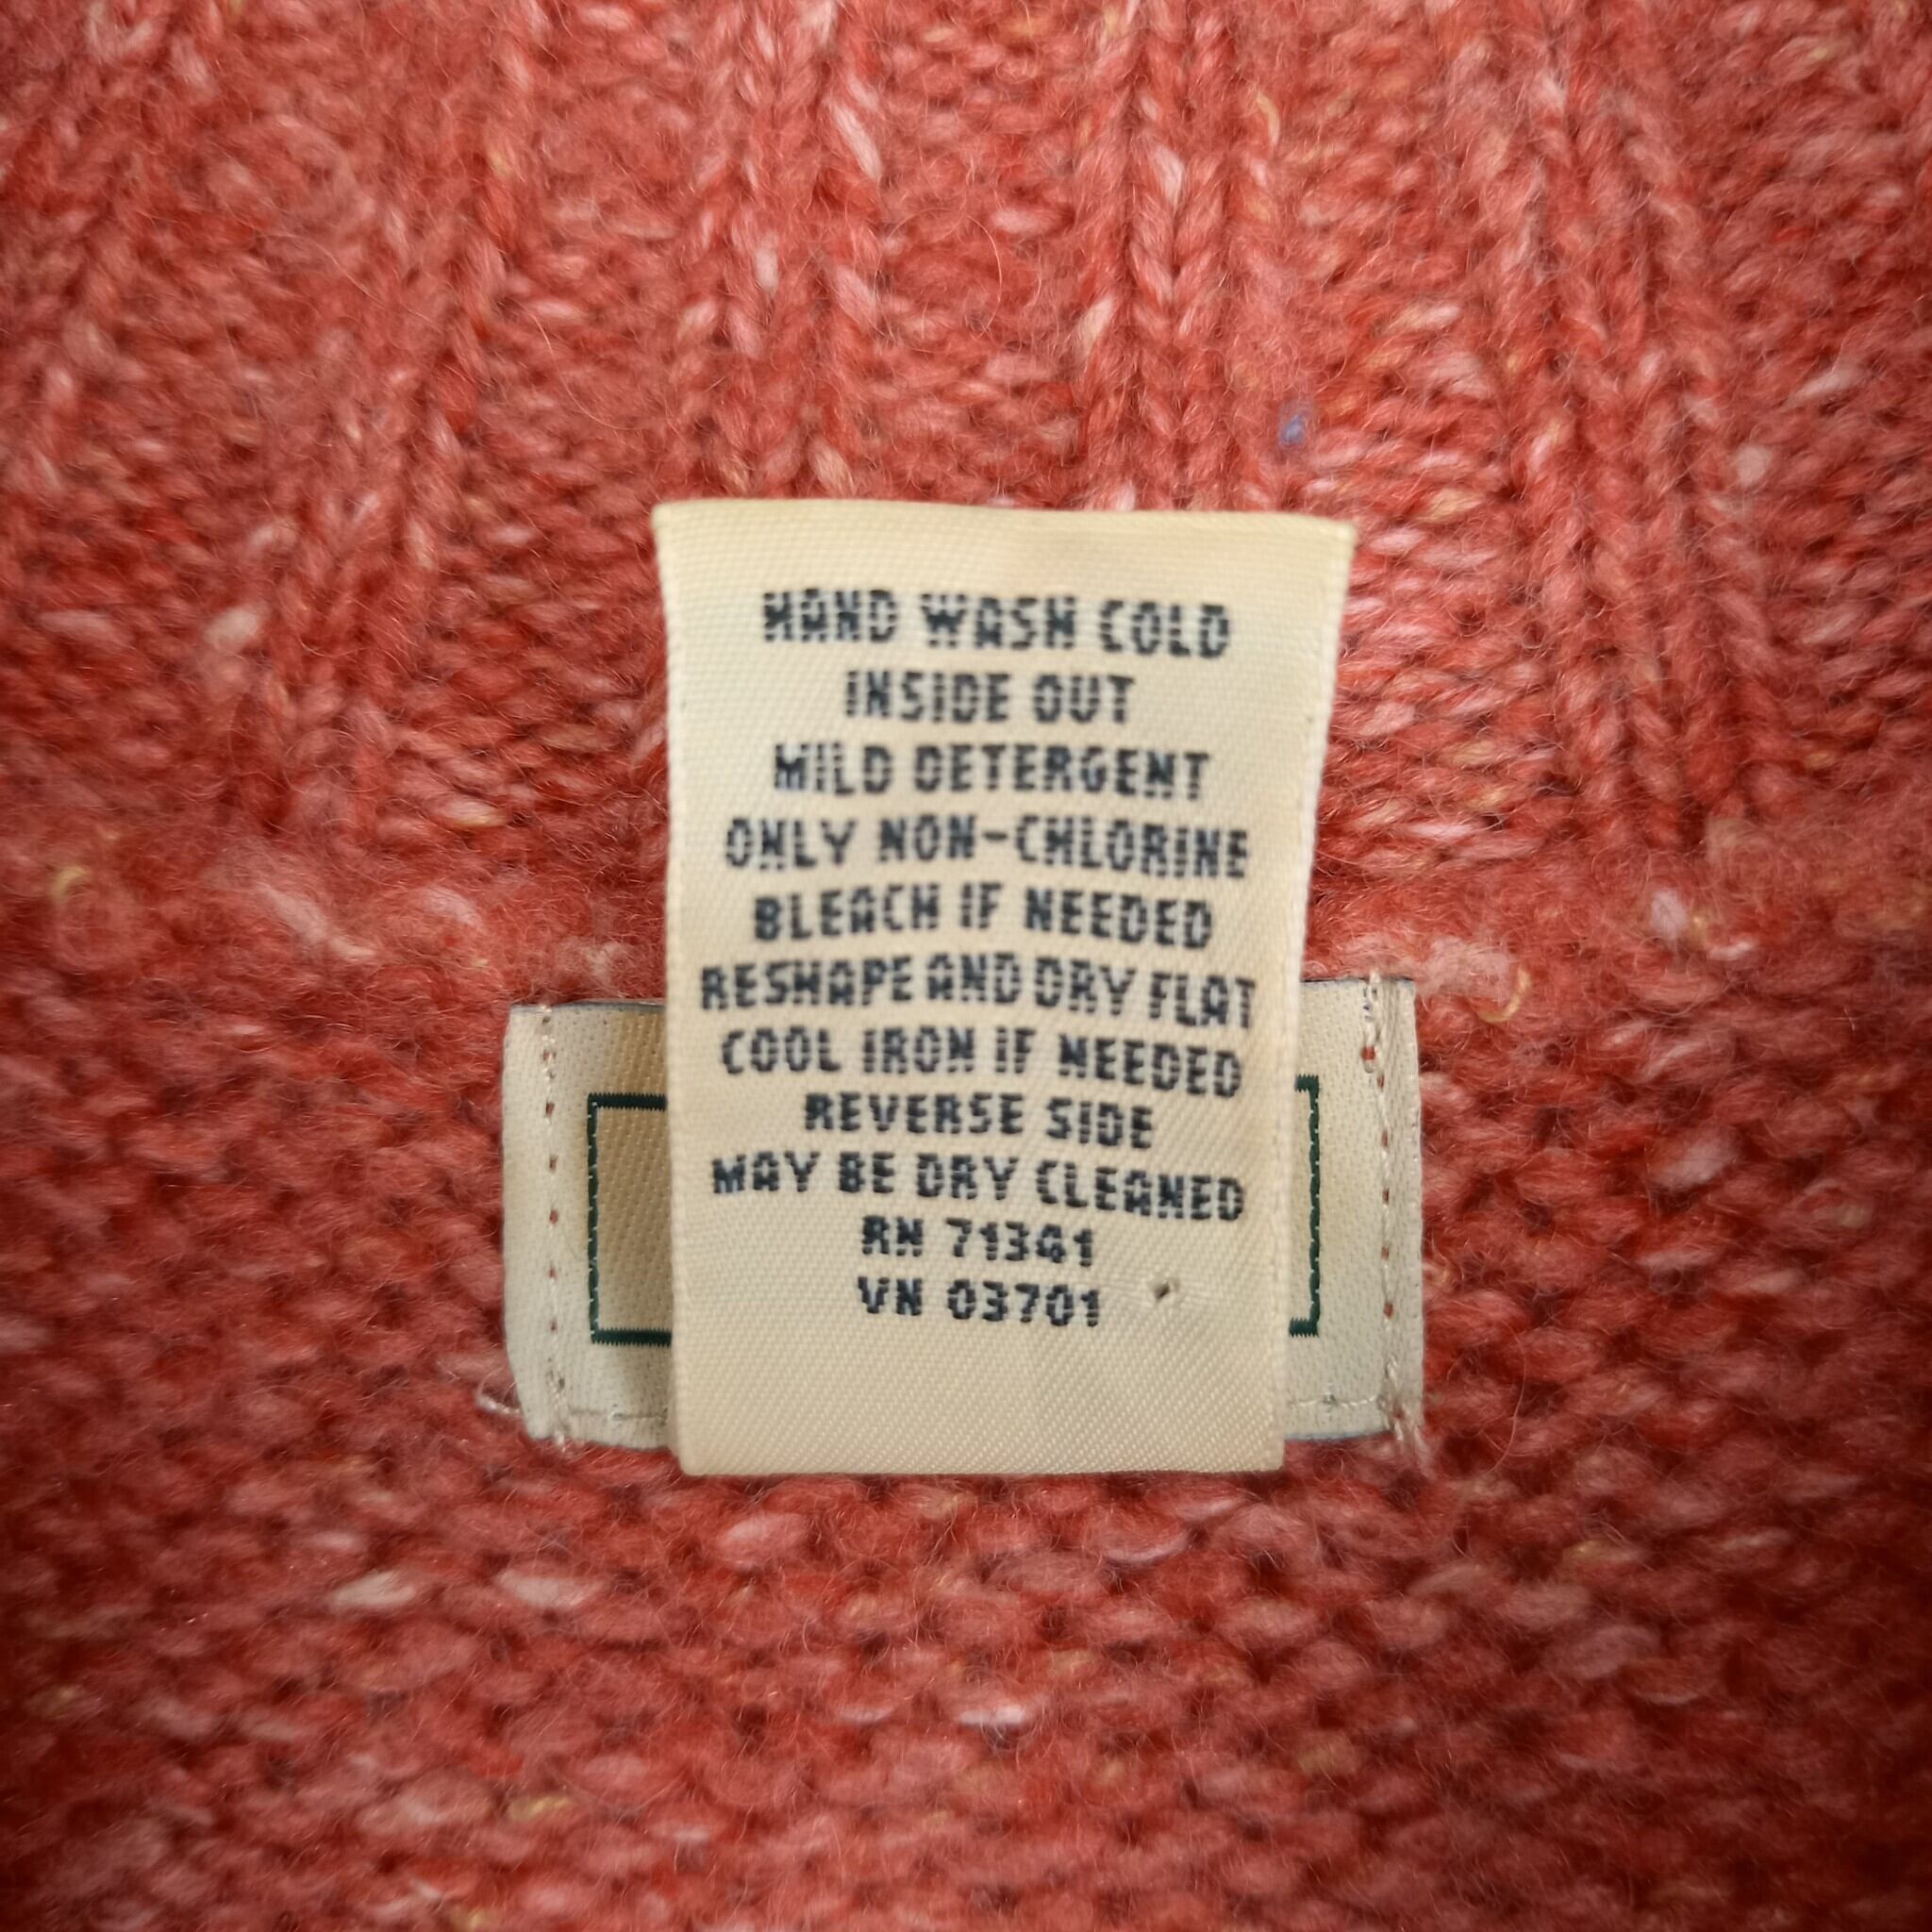 HAND WASH COLD
INSIDE OUT
MILD DETERGENT
ONLY NON-CHLORINE
BLEACH IF NEEDED
RESHAPE AND DRY FLAT
COOL IRON IF NEEDED
REVERSE SIDE
MAY BE DRY CLEANED
RN 71341
VN 03701